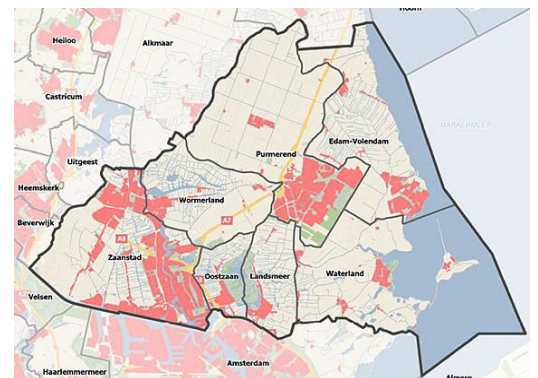 Hoorn
Heiloo
Alkmaar
Castricum
MARKERMEER
Edam-Volendam
Purmerend
Uitgeest
Heemskerk
Wormerland
Beverwijk
A7
A8
Zaanstad
Oostzaan
Landsmeer
Waterland
Velsen
Amsterdam
Haarlemmermeer
Almere